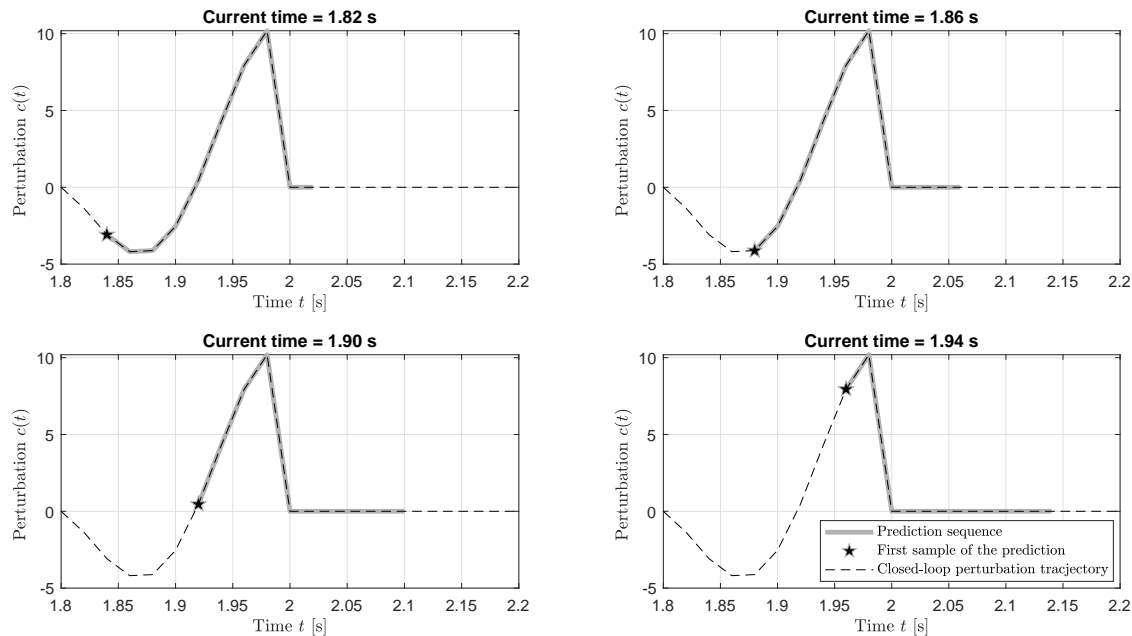 Current time = 1.82 s
10
5
0
-5
Perturbation c(t)
1.8 1.85 1.9 1.95 2 2.05 2.1 2.15 2.2
Time t [s]
Current time = 1.86 s
10
5
0
-5
Perturbation c(t)
1.8 1.85 1.9 1.95 2 2.05 2.1 2.15 2.2
Time t [s]
Current time = 1.90 s
10
5
0
-5
Perturbation c(t)
1.8 1.85 1.9 1.95 2 2.05 2.1 2.15 2.2
Time t [s]
Current time = 1.94 s
10
5
0
-5
Perturbation c(t)
1.8 1.85 1.9 1.95 2 2.05 2.1 2.15 2.2
Time t [s]
Prediction sequence
First sample of the prediction
Closed-loop perturbation tracjectory